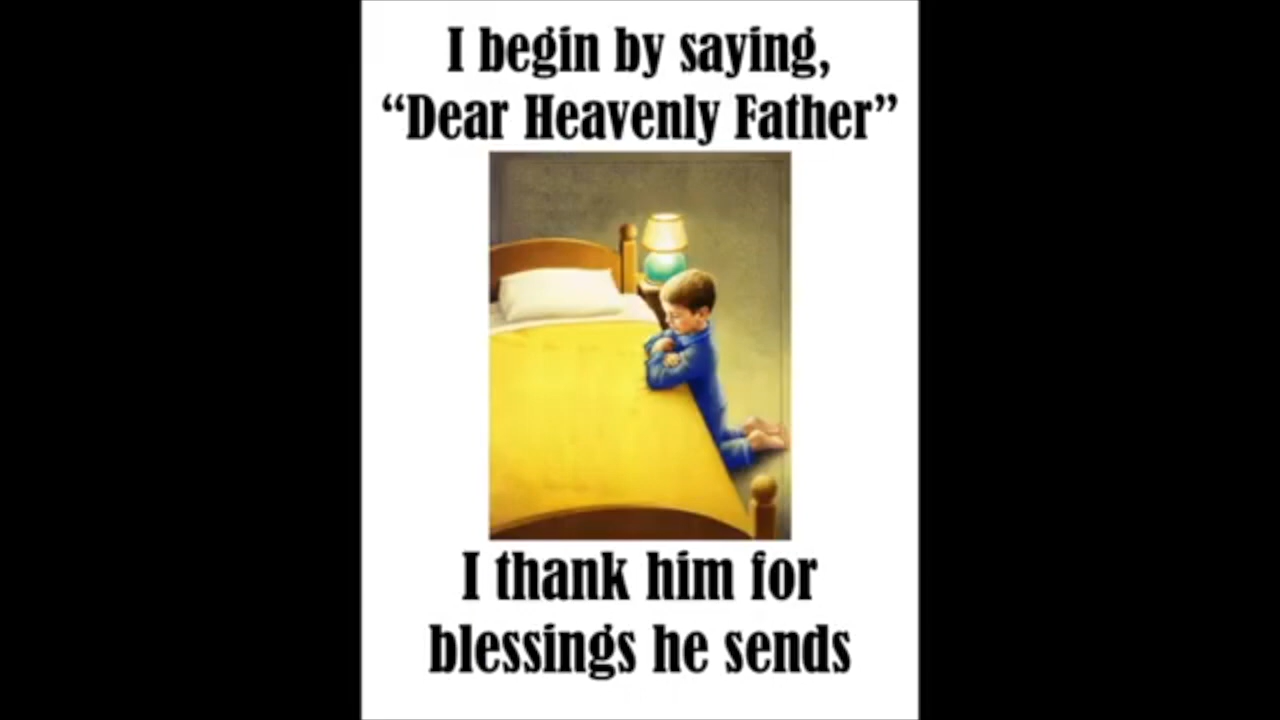 I begin by saying,
“Dear Heavenly Father”
I thank him for
blessings he sends